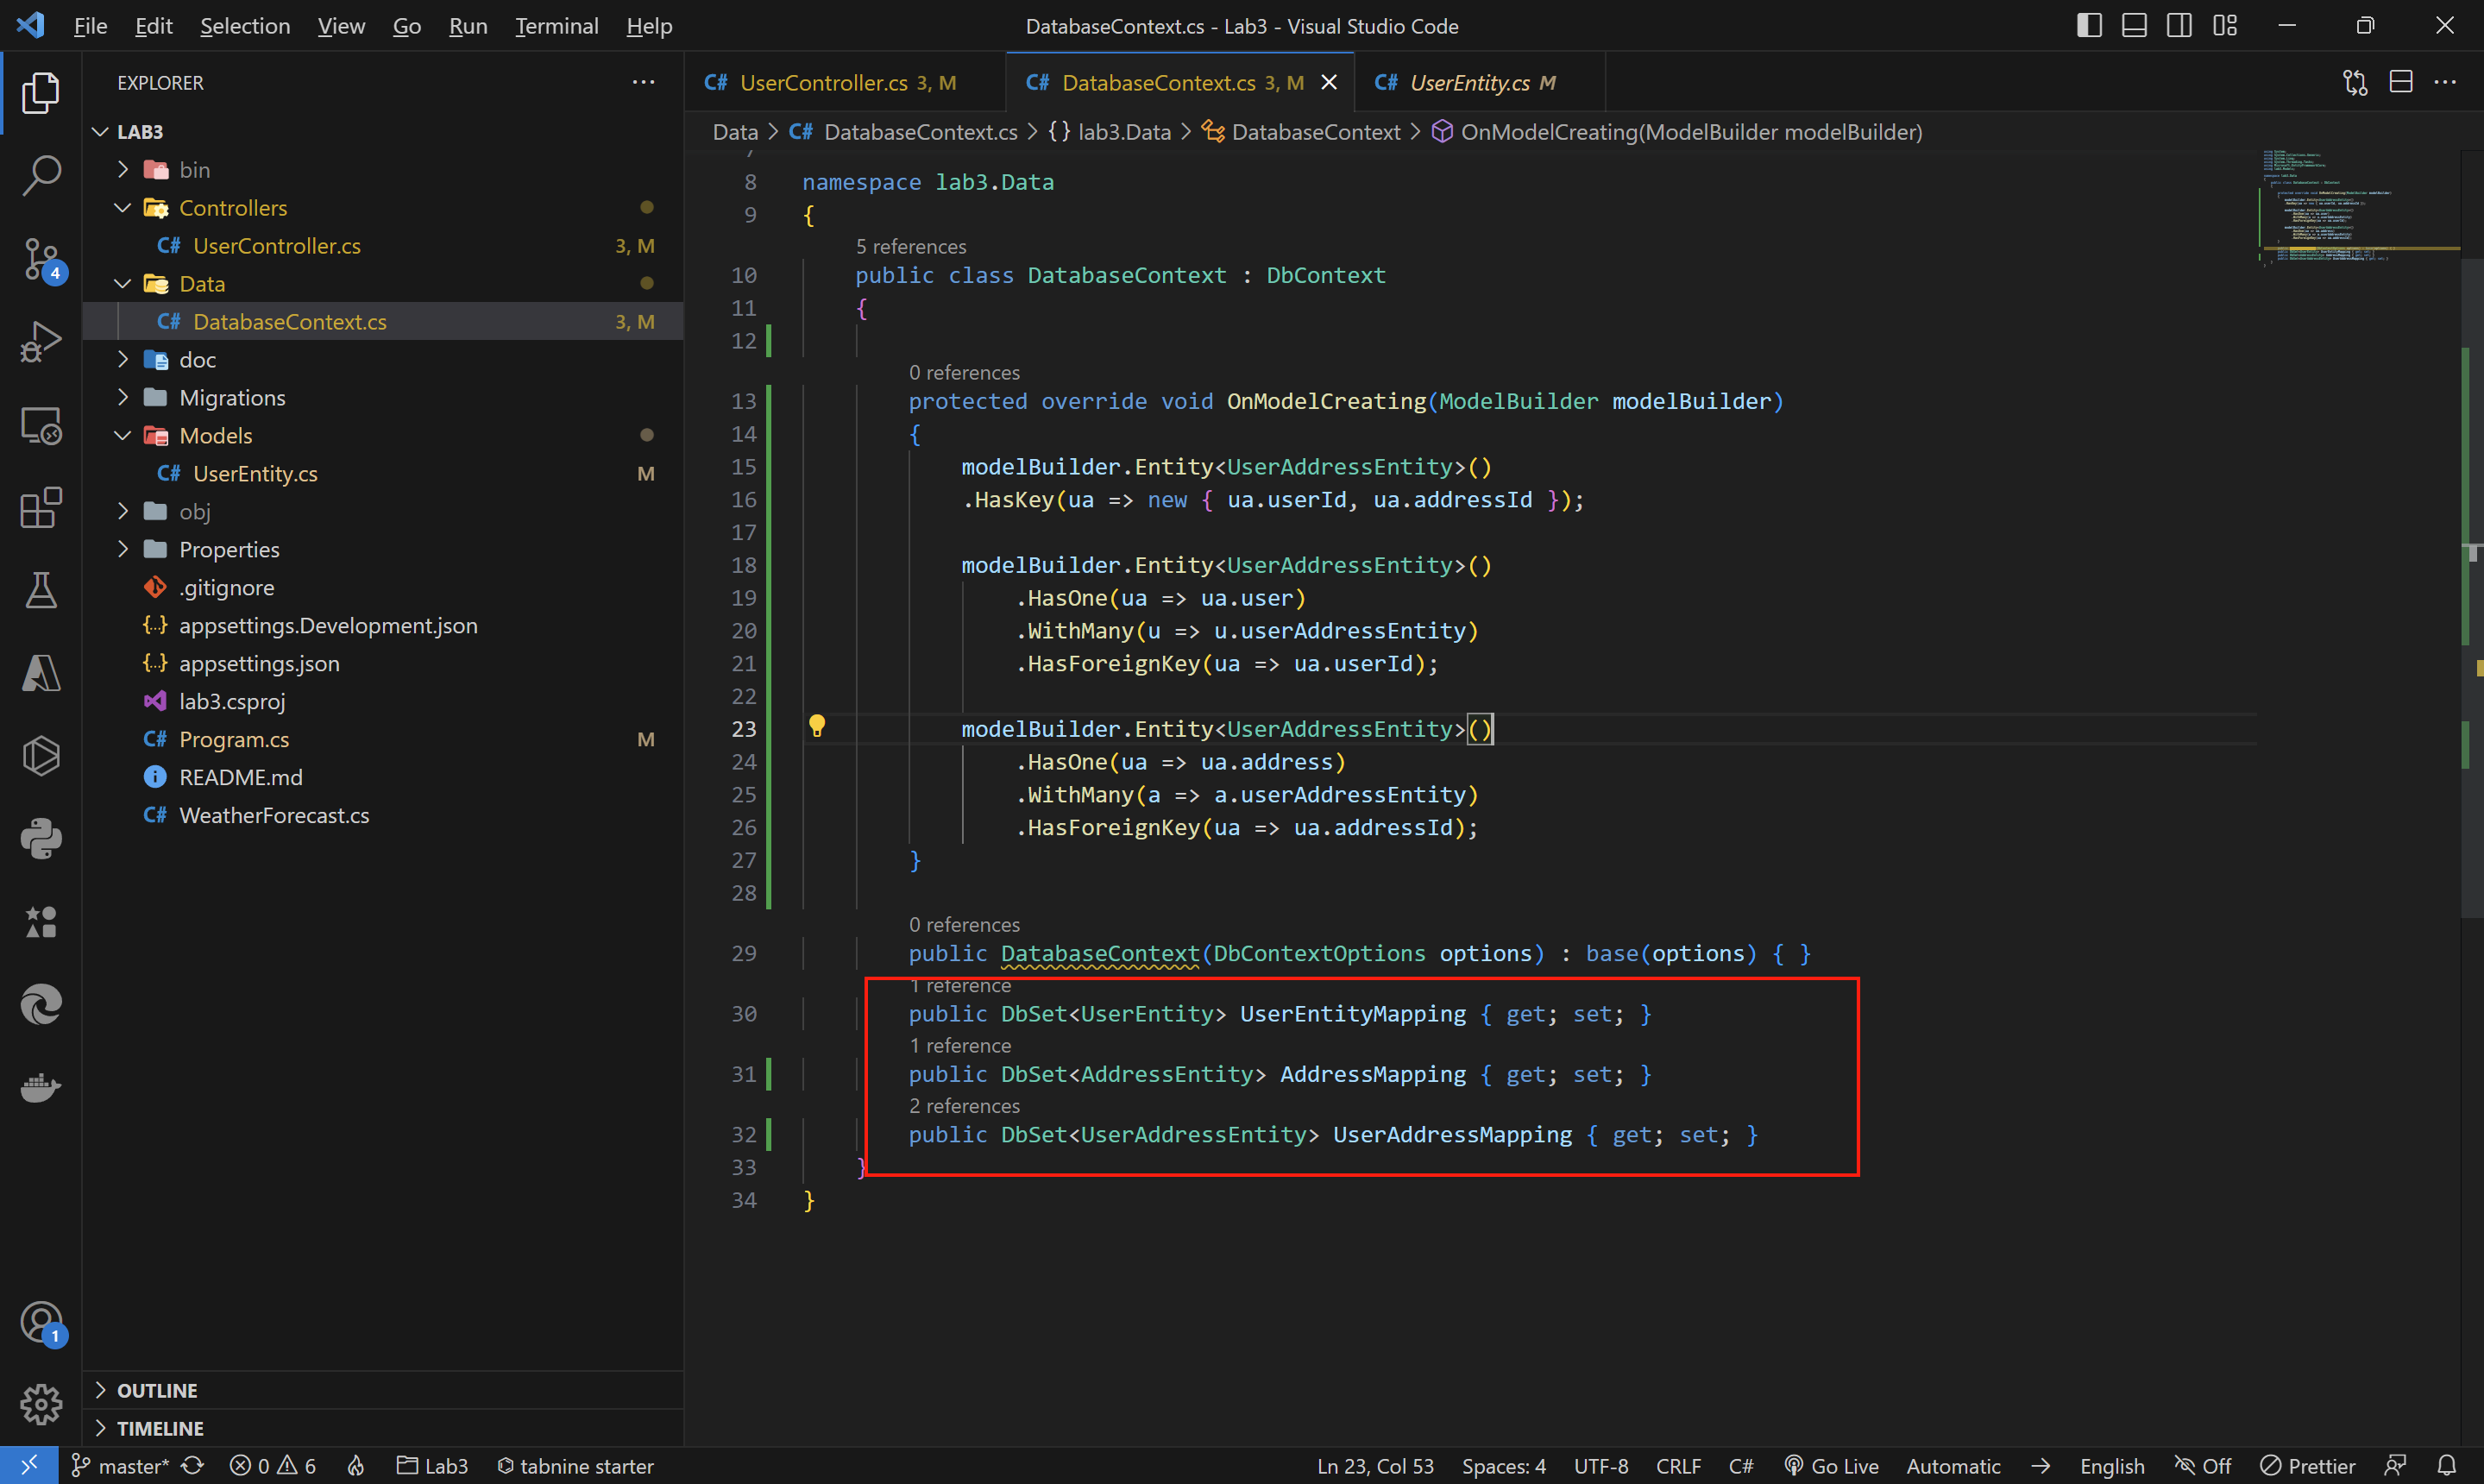 File Edit Selection View Go Run Terminal Help
DatabaseContext.cs - Lab3 - Visual Studio Code
EXPLORER
LAB3
bin
Controllers
C# UserController.cs 3, M
Data
C# DatabaseContext.cs 3, M
doc
Migrations
Models
C# UserEntity.cs M
obj
Properties
.gitignore
{..} appsettings.Development.json
{..} appsettings.json
lab3.csproj
C# Program.cs M
README.md
C# WeatherForecast.cs
OUTLINE
TIMELINE
4
1
C# UserController.cs 3, M
C# DatabaseContext.cs 3, M
C# UserEntity.cs M
Data > C# DatabaseContext.cs > {} lab3.Data > DatabaseContext > OnModelCreating(ModelBuilder modelBuilder)
8 namespace lab3.Data
9 {
5 references
10 public class DatabaseContext : DbContext
11 {
12
0 references
13 protected override void OnModelCreating(ModelBuilder modelBuilder)
14 {
15 modelBuilder.Entity<UserAddressEntity>()
16 .HasKey(ua => new { ua.userId, ua.addressId });
17
18 modelBuilder.Entity<UserAddressEntity>()
19 .HasOne(ua => ua.user)
20 .WithMany(u => u.userAddressEntity)
21 .HasForeignKey(ua => ua.userId);
22
23 modelBuilder.Entity<UserAddressEntity>()
24 .HasOne(ua => ua.address)
25 .WithMany(a => a.userAddressEntity)
26 .HasForeignKey(ua => ua.addressId);
27 }
28
0 references
29 public DatabaseContext(DbContextOptions options) : base(options) { }
1 reference
30 public DbSet<UserEntity> UserEntityMapping { get; set; }
1 reference
31 public DbSet<AddressEntity> AddressMapping { get; set; }
2 references
32 public DbSet<UserAddressEntity> UserAddressMapping { get; set; }
33 }
34 }
master* 0 6 Lab3 tabnine starter
Ln 23, Col 53 Spaces: 4 UTF-8 CRLF C# Go Live Automatic English Off Prettier